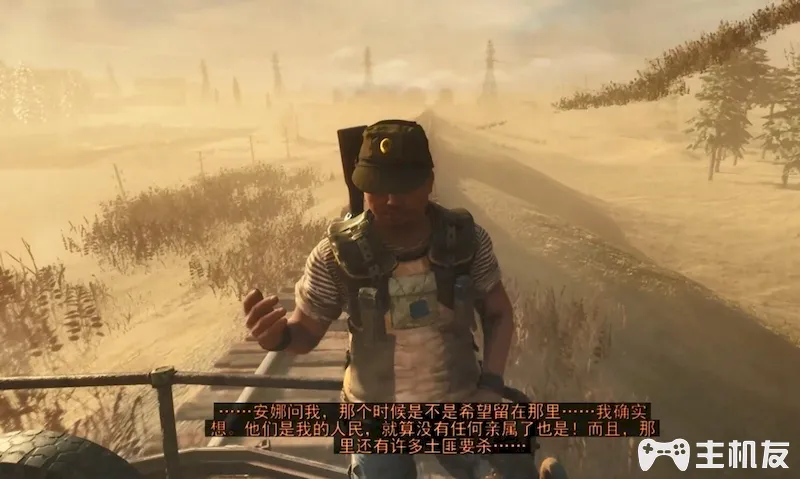 ……安娜问我，那个时候是不是希望留在那里……我确实
想。他们是我的人民，就算没有任何亲属了也是！而且，那
里还有许多土匪要杀……
主机友